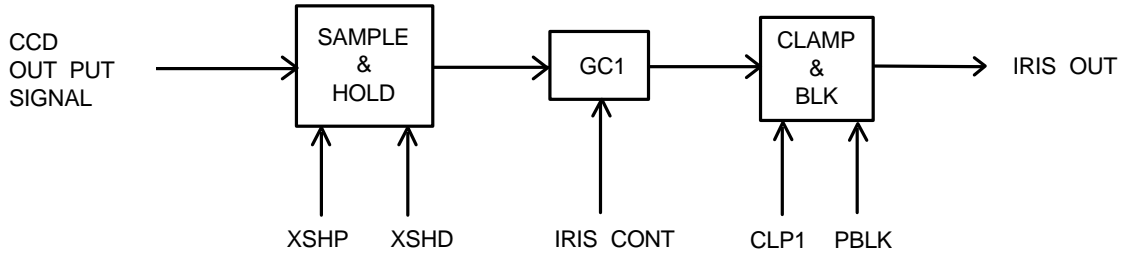 CCD
OUT PUT
SIGNAL
SAMPLE
&
HOLD
GC1
CLAMP
&
BLK
IRIS OUT
XSHP XSHD IRIS CONT CLP1 PBLK